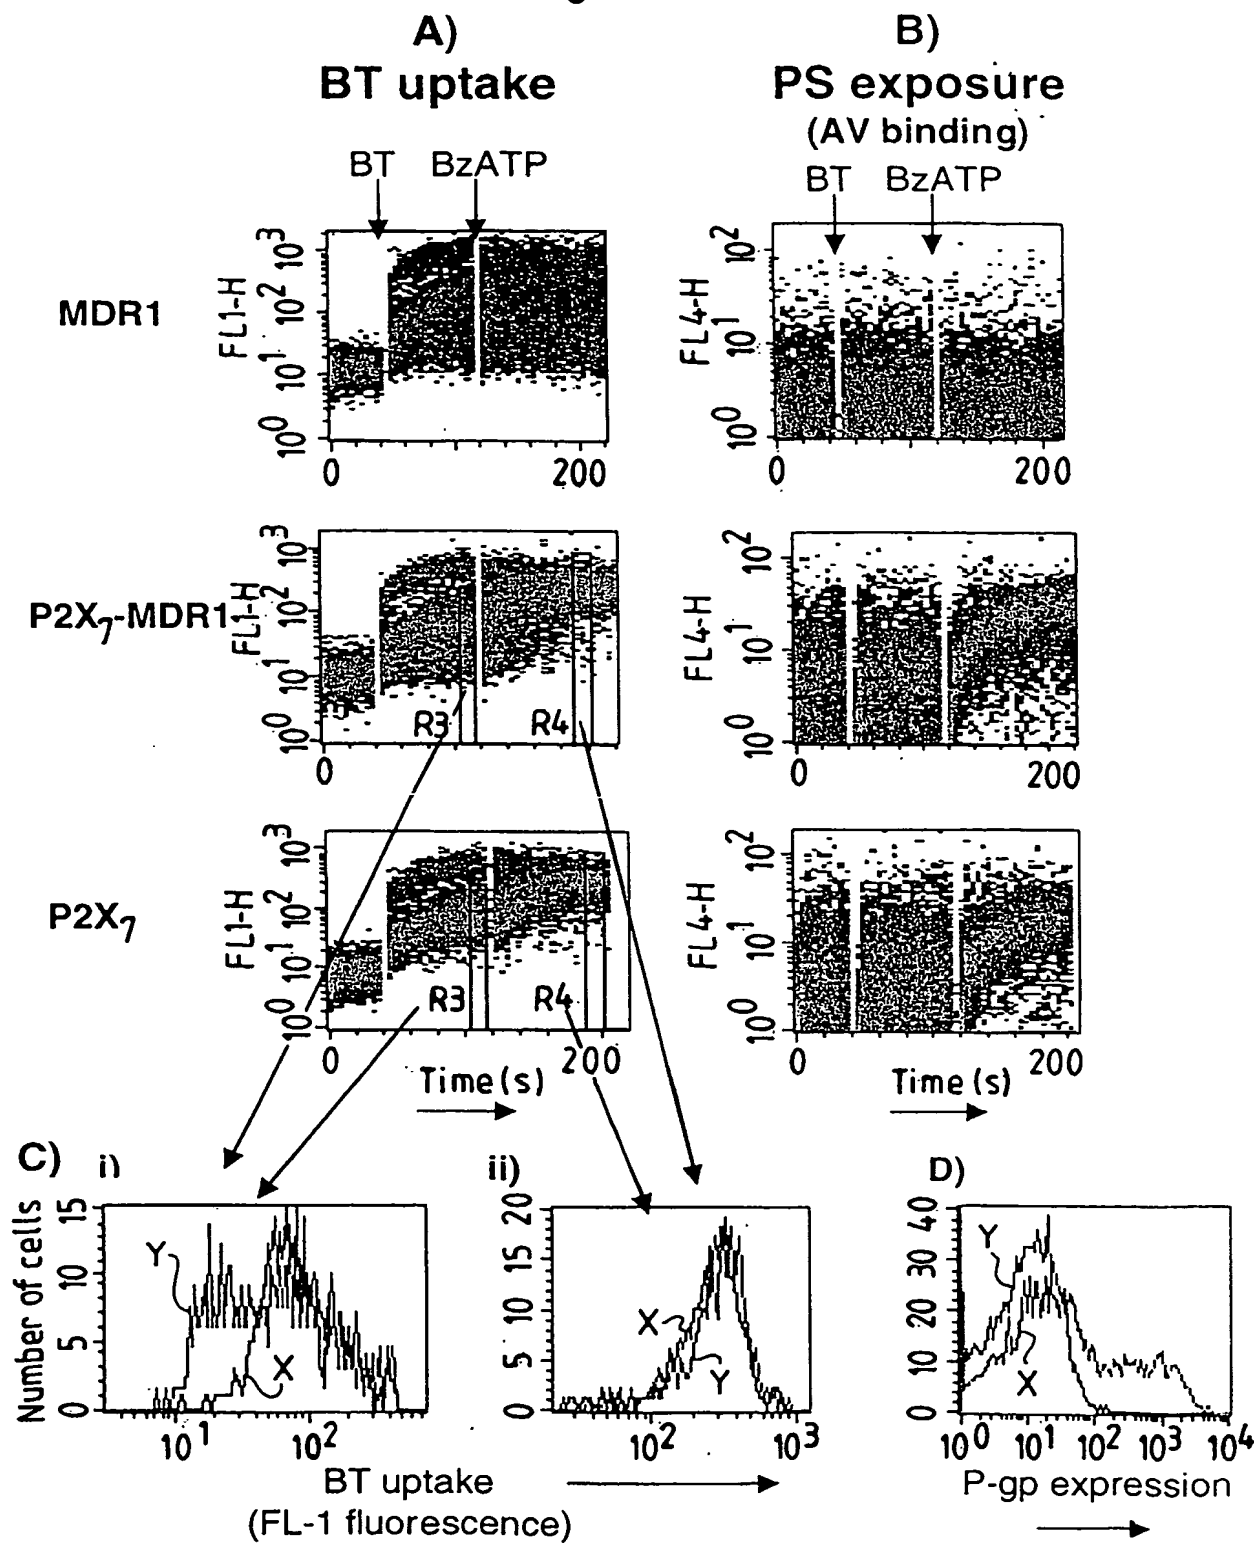 A)
BT uptake
B)
PS exposure
(AV binding)
BT BzATP
BT BzATP
MDR1
FL1-H
10^0 10^1 10^2 10^3
0 200
FL4-H
10^0 10^1 10^2
0 200
P2X7-MDR1
FL1-H
10^0 10^1 10^2 10^3
R3 R4
0 200
FL4-H
10^0 10^1 10^2
0 200
P2X7
FL1-H
10^0 10^1 10^2 10^3
R3 R4
0 200
Time (s)
FL4-H
10^0 10^1 10^2
0 200
Time (s)
C) i)
Number of cells
0 5 10 15
Y
X
10^1 10^2
ii)
0 5 10 15 20
X
Y
10^2 10^3
BT uptake
(FL-1 fluorescence)
D)
0 10 20 30 40
Y
X
10^0 10^1 10^2 10^3 10^4
P-gp expression